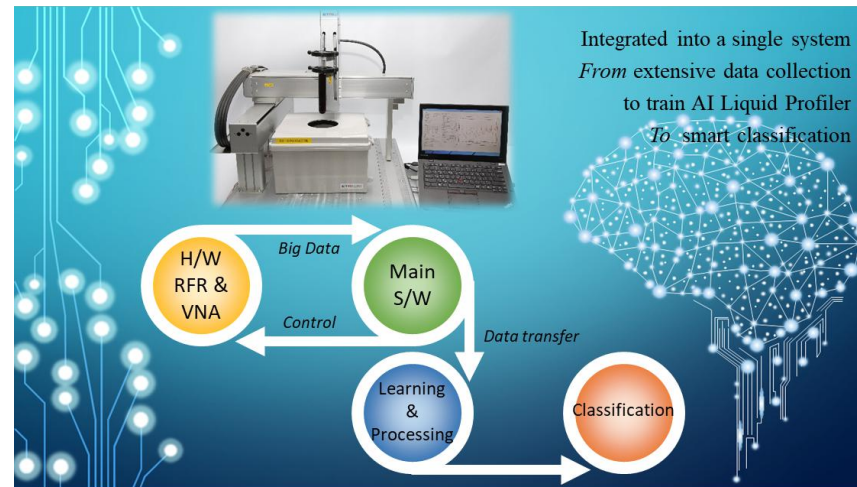 Integrated into a single system
From extensive data collection
to train AI Liquid Profiler
To smart classification
H/W
RFR &
VNA
Big Data
Main
S/W
Control
Data transfer
Learning
&
Processing
Classification